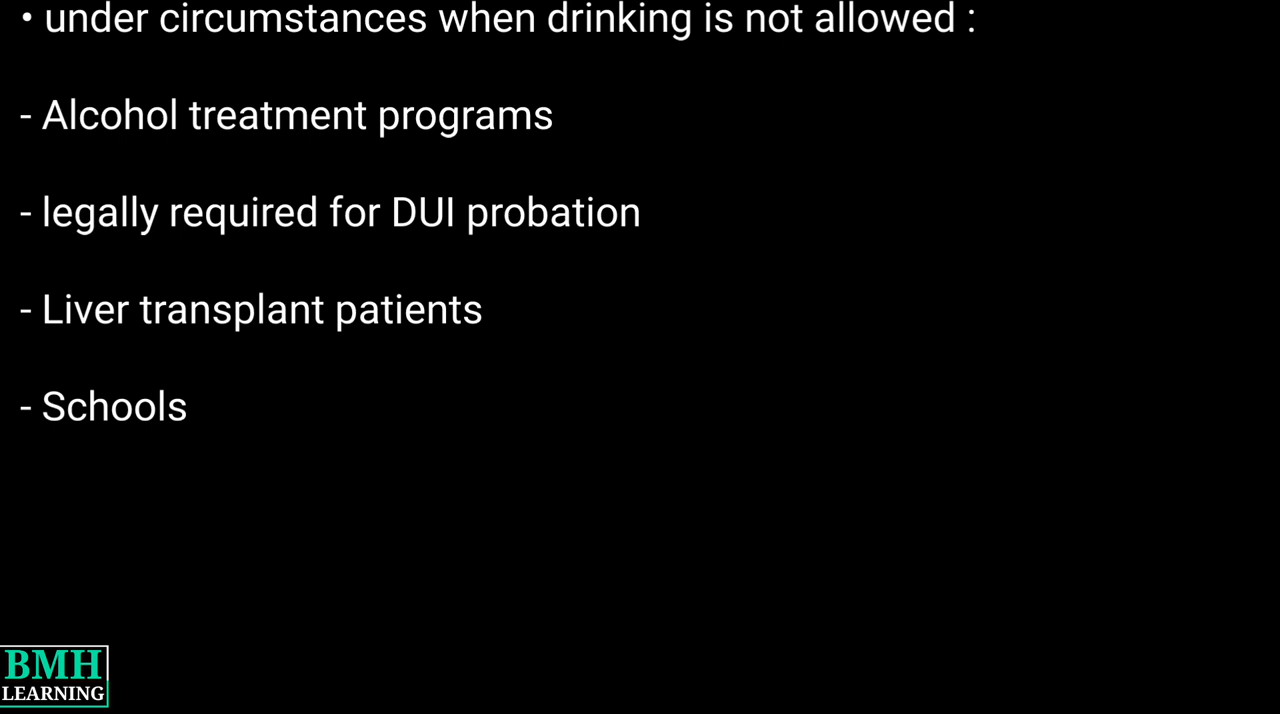 • under circumstances when drinking is not allowed :
- Alcohol treatment programs
- legally required for DUI probation
- Liver transplant patients
- Schools
BMH
LEARNING